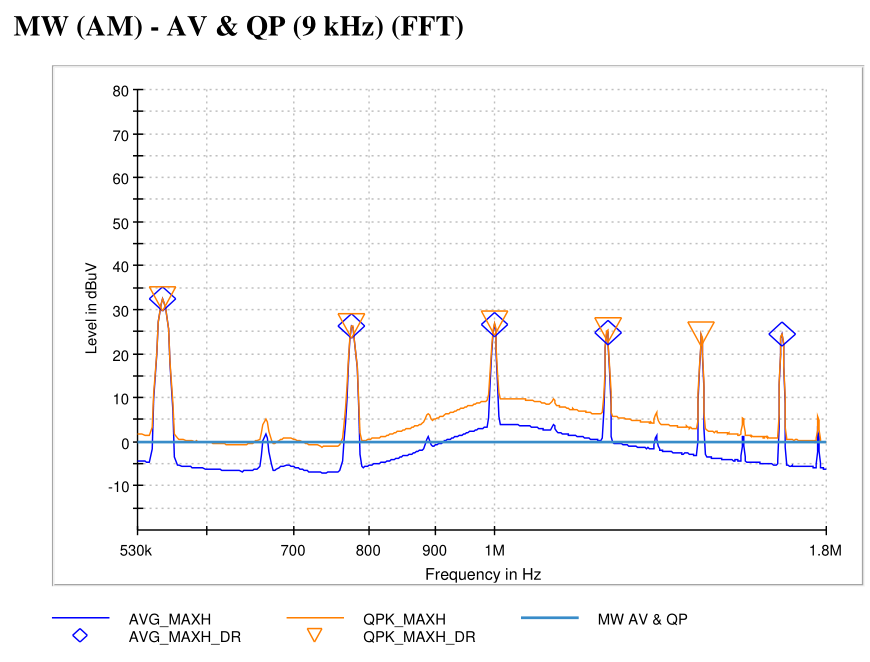 MW (AM) - AV & QP (9 kHz) (FFT)
80
70
60
50
40
30
20
10
0
-10
Level in dBuV
530k 700 800 900 1M 1.8M
Frequency in Hz
AVG_MAXH QPK_MAXH MW AV & QP
AVG_MAXH_DR QPK_MAXH_DR